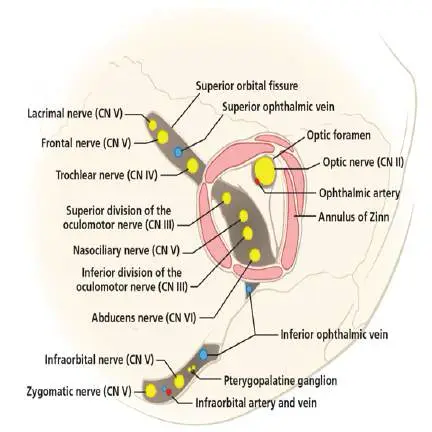 Superior orbital fissure
Lacrimal nerve (CN V)
Superior ophthalmic vein
Frontal nerve (CN V)
Optic foramen
Optic nerve (CN II)
Trochlear nerve (CN IV)
Ophthalmic artery
Superior division of the
oculomotor nerve (CN III)
Annulus of Zinn
Nasociliary nerve (CN V)
Inferior division of the
oculomotor nerve (CN III)
Abducens nerve (CN VI)
Inferior ophthalmic vein
Infraorbital nerve (CN V)
Pterygopalatine ganglion
Zygomatic nerve (CN V)
Infraorbital artery and vein